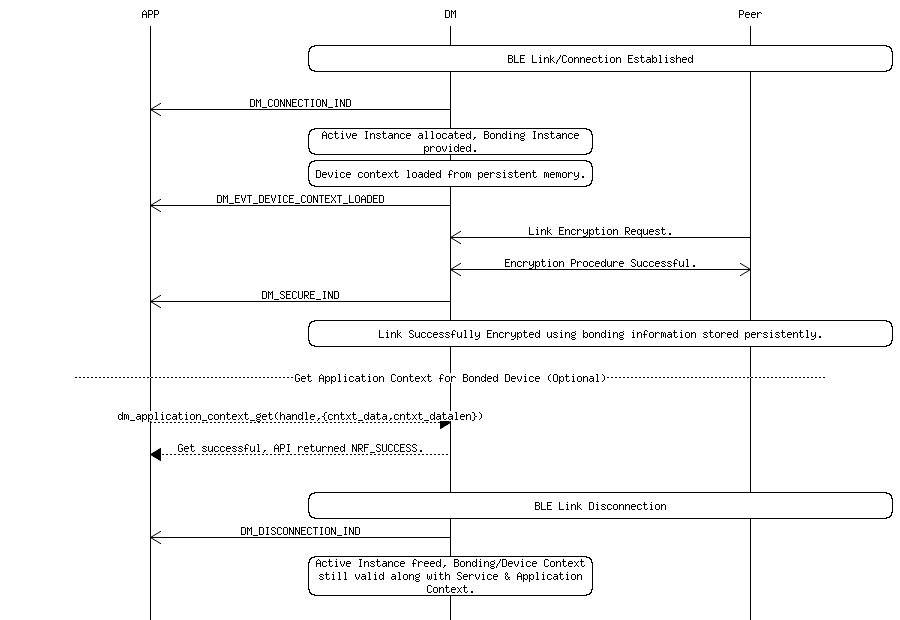 APP DM Peer
BLE Link/Connection Established
DM_CONNECTION_IND
Active Instance allocated, Bonding Instance
provided.
Device context loaded from persistent memory.
DM_EVT_DEVICE_CONTEXT_LOADED
Link Encryption Request.
Encryption Procedure Successful.
DM_SECURE_IND
Link Successfully Encrypted using bonding information stored persistently.
Get Application Context for Bonded Device (Optional)
dm_application_context_get(handle,{cntxt_data,cntxt_datalen})
Get successful, API returned NRF_SUCCESS.
BLE Link Disconnection
DM_DISCONNECTION_IND
Active Instance freed, Bonding/Device Context
still valid along with Service & Application
Context.